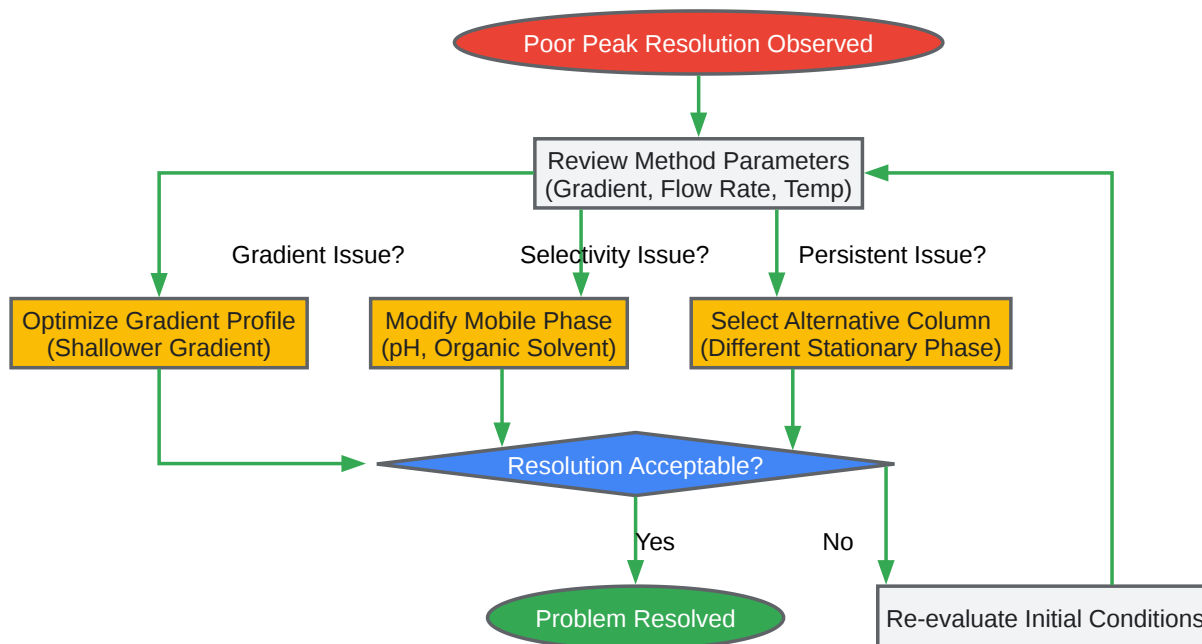 Poor Peak Resolution Observed
Review Method Parameters
(Gradient, Flow Rate, Temp)
Gradient Issue?
Selectivity Issue?
Persistent Issue?
Optimize Gradient Profile
(Shallower Gradient)
Modify Mobile Phase
(pH, Organic Solvent)
Select Alternative Column
(Different Stationary Phase)
Resolution Acceptable?
Yes
No
Problem Resolved
Re-evaluate Initial Conditions